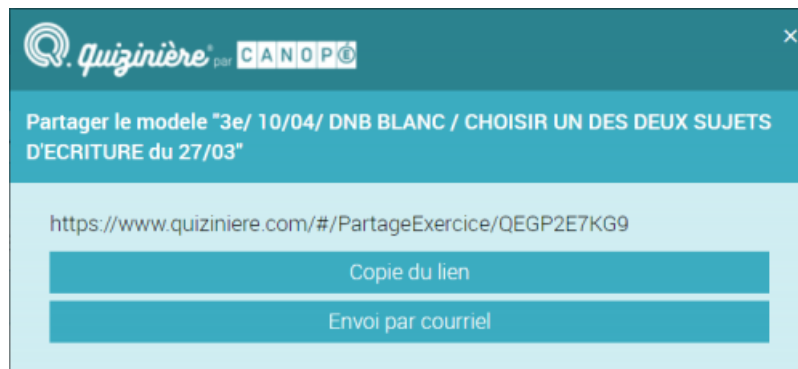 Quizinière® par CANOPÉ
×
Partager le modele "3e/ 10/04/ DNB BLANC / CHOISIR UN DES DEUX SUJETS
D'ECRITURE du 27/03"
https://www.quiziniere.com/#/PartageExercice/QEGP2E7KG9
Copie du lien
Envoi par courriel